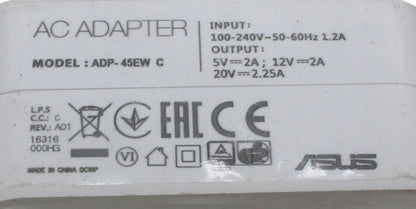 AC ADAPTER
MODEL : ADP-45EW C
INPUT:
100-240V~50-60Hz 1.2A
OUTPUT:
5V⎓2A ; 12V⎓2A
20V⎓2.25A
L.P.S
C.C.: C
REV.: A01
16316
000HG
EAC CE
VI
MADE IN CHINA DCWP
ASUS